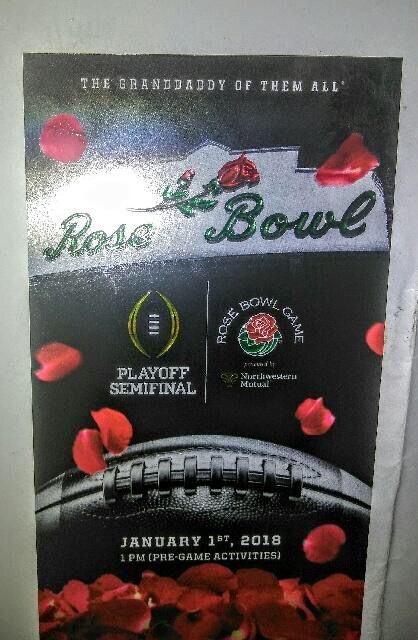 THE GRANDDADDY OF THEM ALL®
Rose Bowl
PLAYOFF
SEMIFINAL
ROSE BOWL GAME
presented by
Northwestern
Mutual
JANUARY 1ST, 2018
1 PM (PRE-GAME ACTIVITIES)